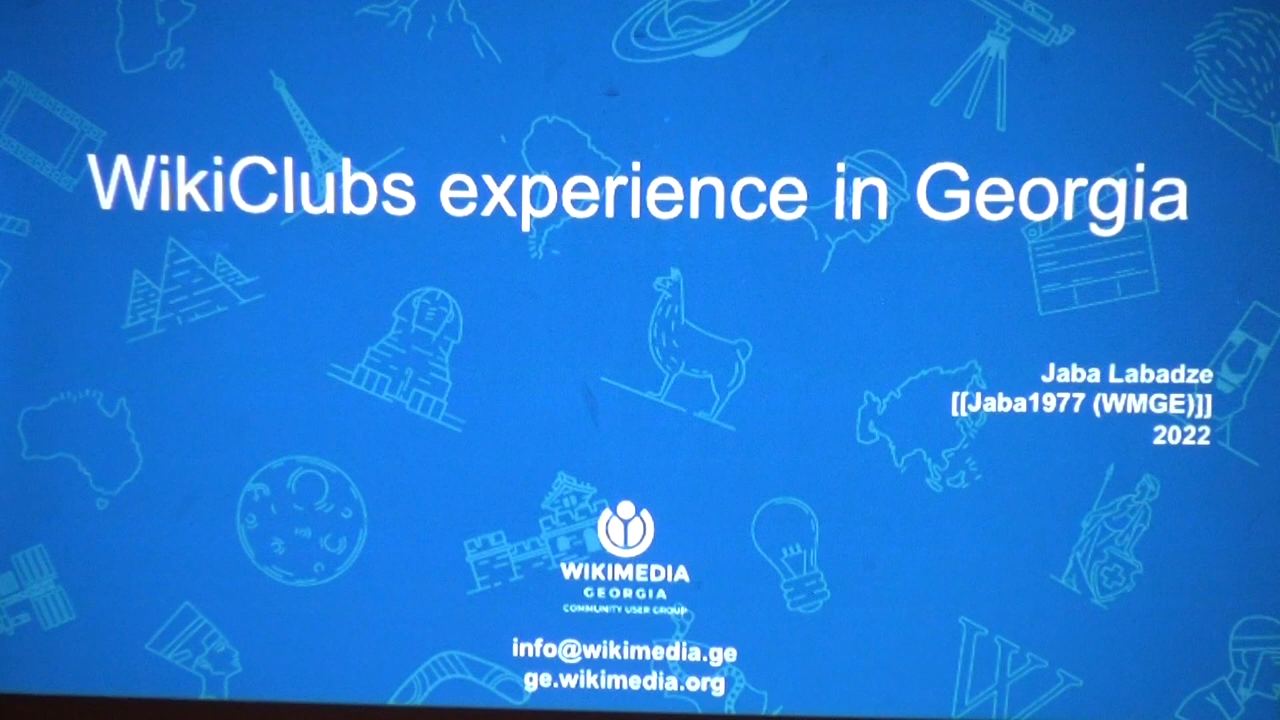 WikiClubs experience in Georgia
Jaba Labadze
[[Jaba1977 (WMGE)]]
2022
WIKIMEDIA
GEORGIA
COMMUNITY USER GROUP
info@wikimedia.ge
ge.wikimedia.org
W